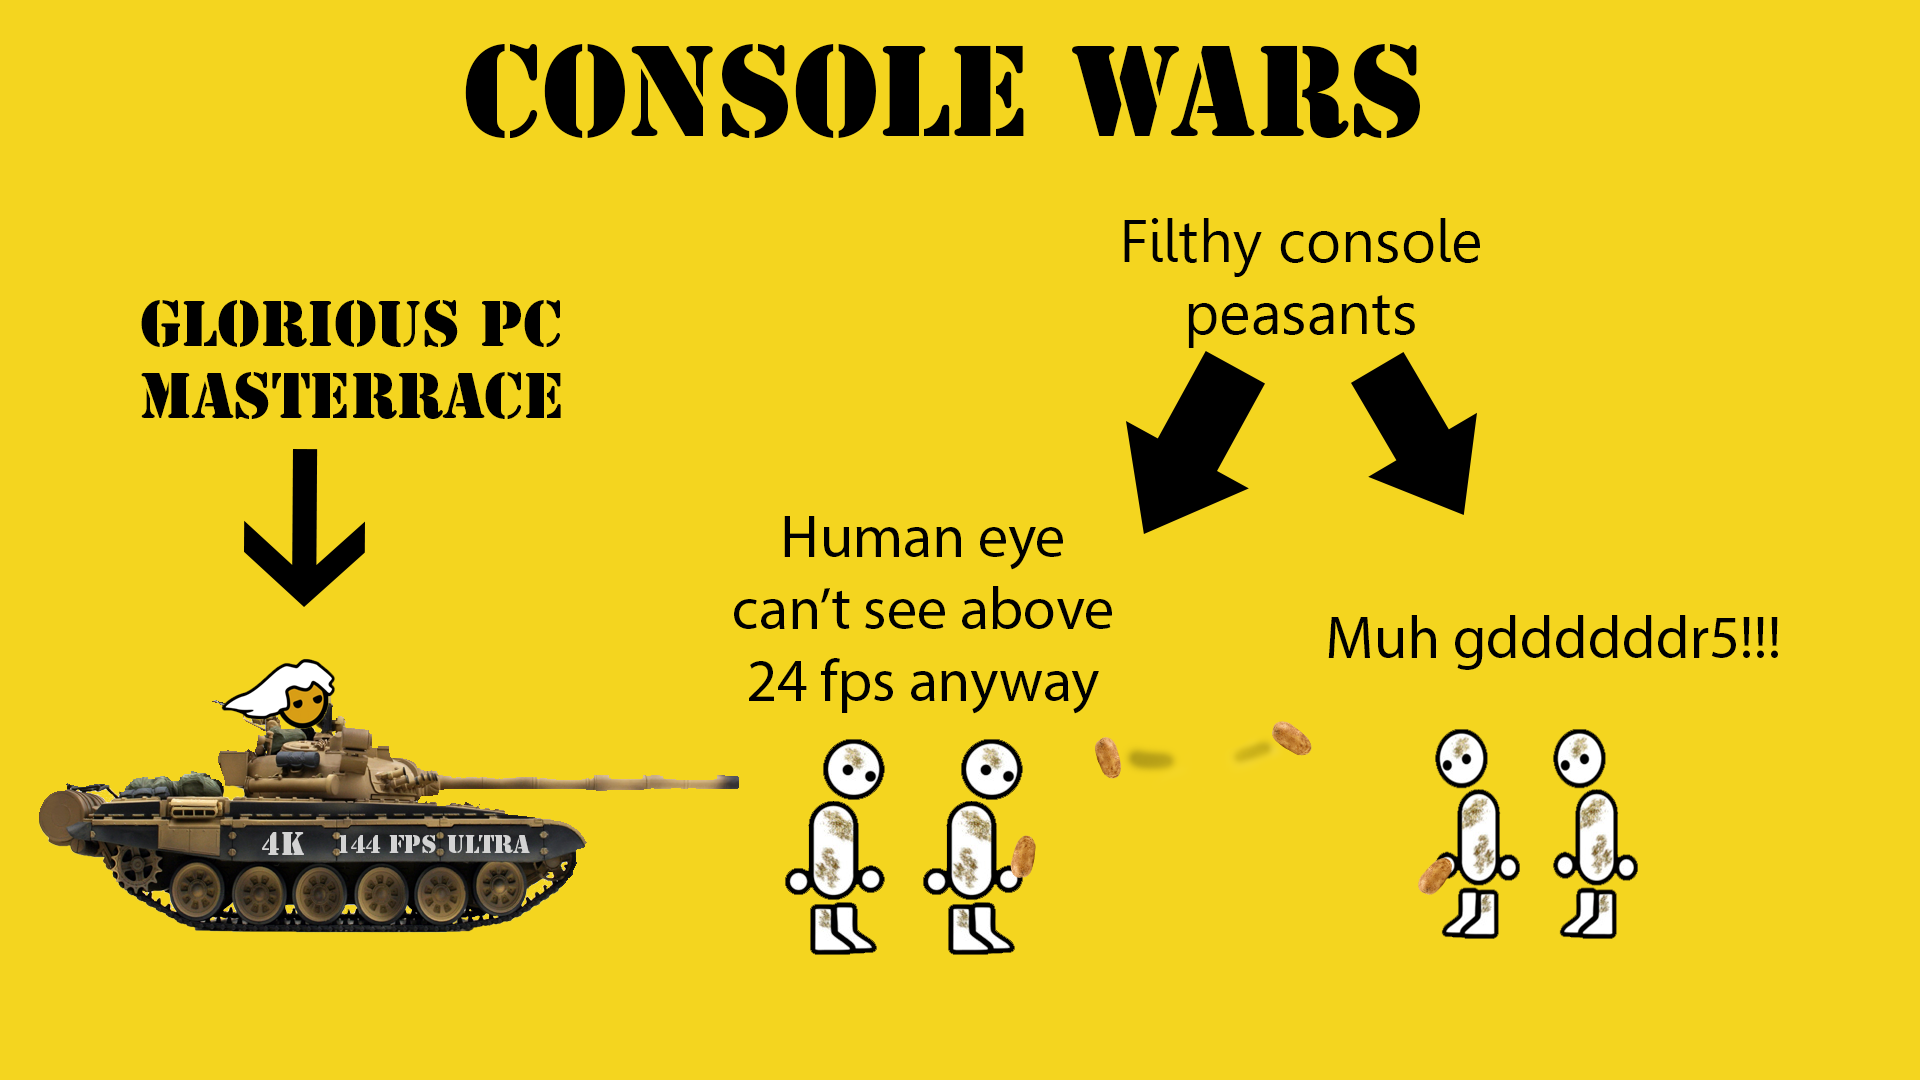 CONSOLE WARS
Filthy console
peasants
GLORIOUS PC
MASTERRACE
Human eye
can't see above
24 fps anyway
Muh gdddddddr5!!!
4K 144 FPS ULTRA